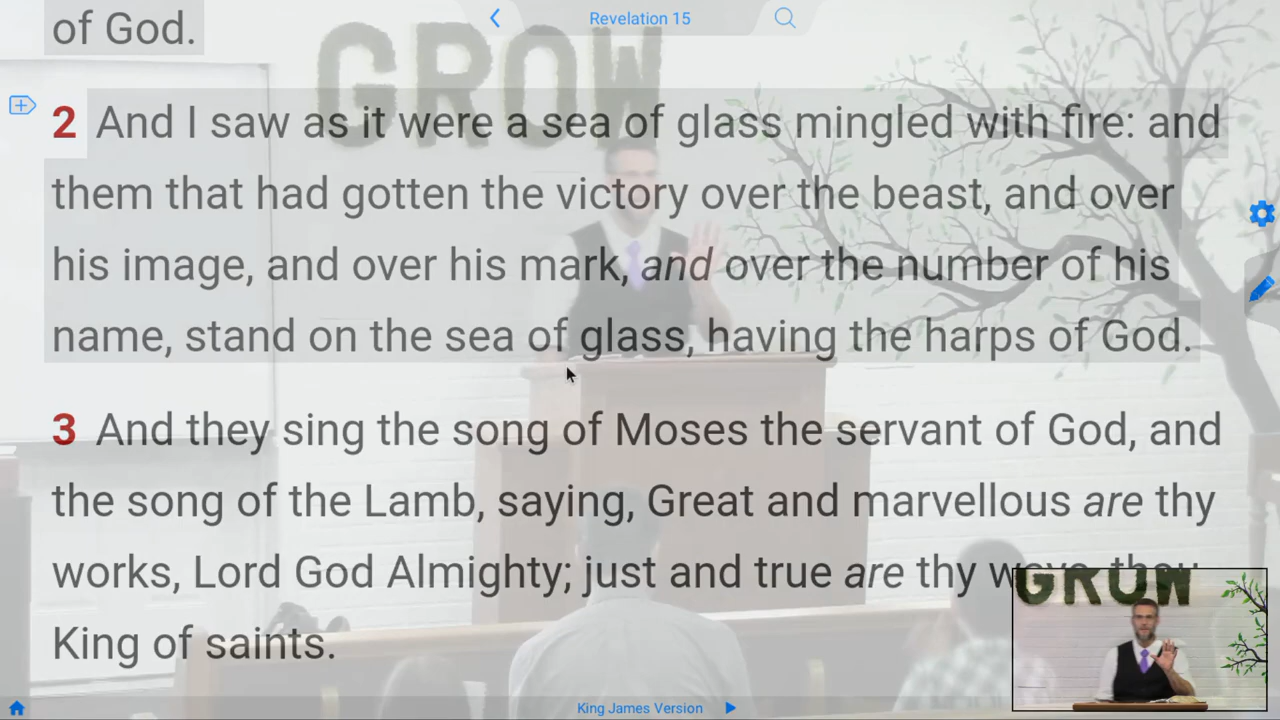 of God.
Revelation 15
GROW
2 And I saw as it were a sea of glass mingled with fire: and
them that had gotten the victory over the beast, and over
his image, and over his mark, and over the number of his
name, stand on the sea of glass, having the harps of God.
3 And they sing the song of Moses the servant of God, and
the song of the Lamb, saying, Great and marvellous are thy
works, Lord God Almighty; just and true are thy ways, thou
King of saints.
GROW
King James Version